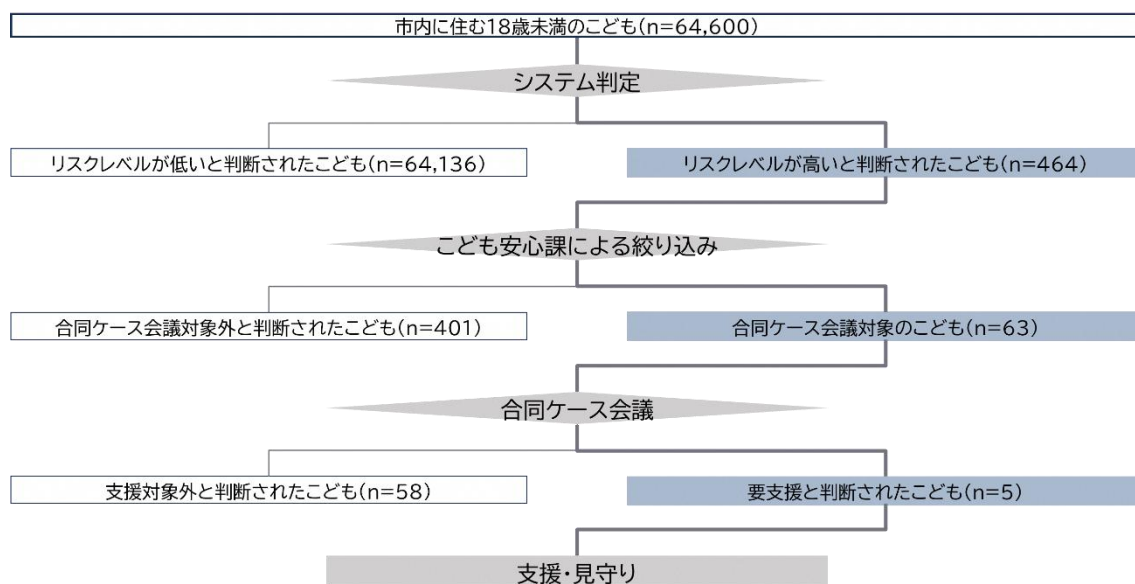 市内に住む18歳未満のこども(n=64,600)
システム判定
リスクレベルが低いと判断されたこども(n=64,136)
リスクレベルが高いと判断されたこども(n=464)
こども安心課による絞り込み
合同ケース会議対象外と判断されたこども(n=401)
合同ケース会議対象のこども(n=63)
合同ケース会議
支援対象外と判断されたこども(n=58)
要支援と判断されたこども(n=5)
支援・見守り